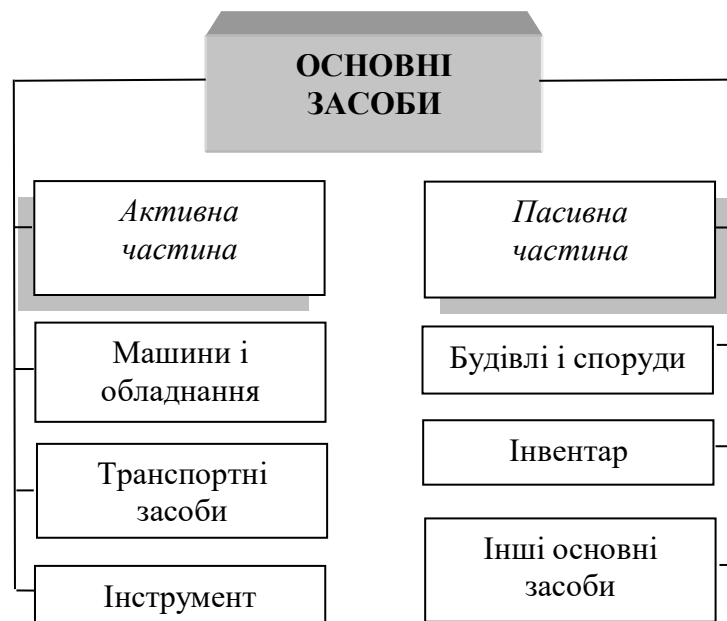 ОСНОВНІ
ЗАСОБИ
Активна
частина
Пасивна
частина
Машини і
обладнання
Будівлі і споруди
Транспортні
засоби
Інвентар
Інструмент
Інші основні
засоби